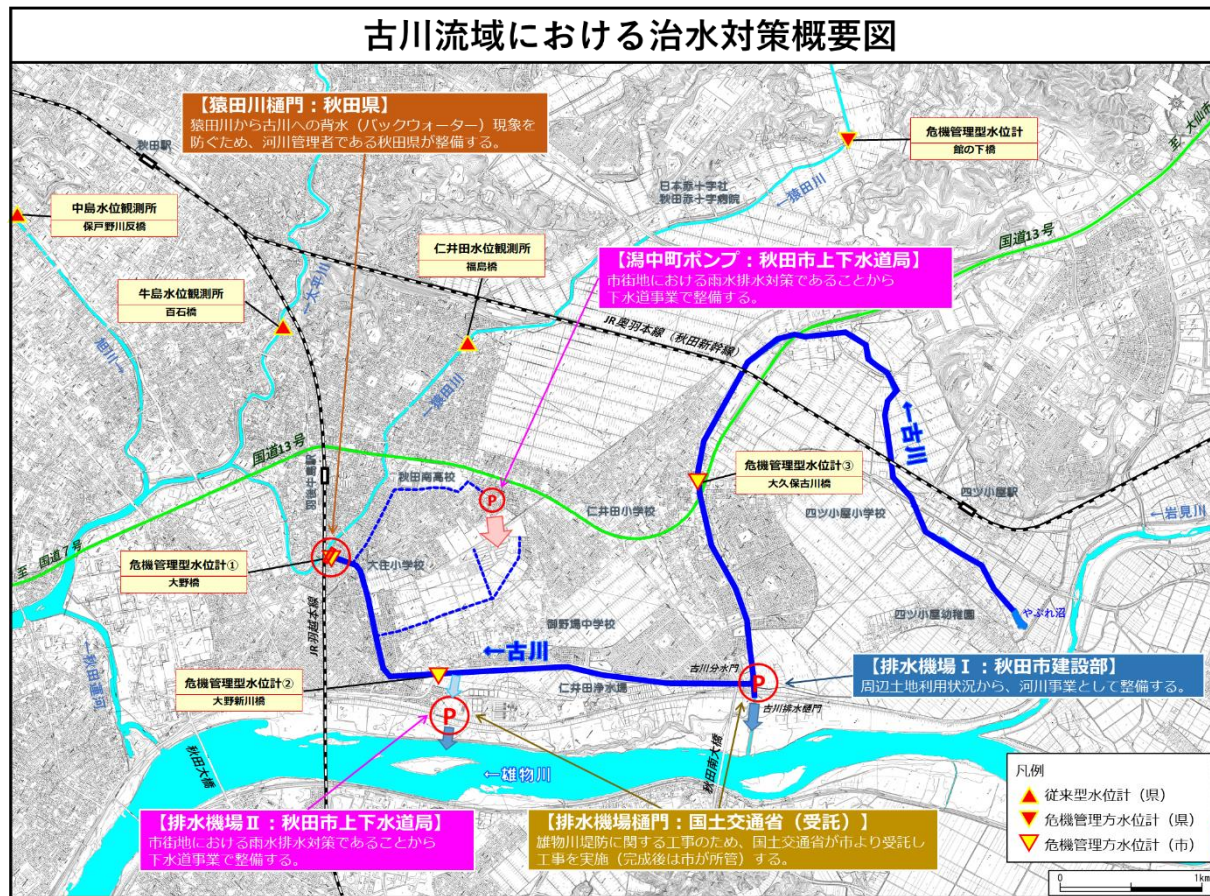 古川流域における治水対策概要図
【猿田川樋門：秋田県】
猿田川から古川への背水（バックウォーター）現象を
防ぐため、河川管理者である秋田県が整備する。
危機管理型水位計
館の下橋
至 大仙市
秋田駅
日本赤十字社
秋田赤十字病院
←猿田川
中島水位観測所
保戸野川反橋
国道13号
仁井田水位観測所
福島橋
【潟中町ポンプ：秋田市上下水道局】
市街地における雨水排水対策であることから
下水道事業で整備する。
←太平川
牛島水位観測所
百石橋
JR奥羽本線（秋田新幹線）
旭川→
←猿田川
←古川
国道13号
羽後牛島駅
秋田南高校
P
仁井田小学校
危機管理型水位計③
大久保古川橋
四ツ小屋駅
四ツ小屋小学校
←岩見川
至 国道7号
危機管理型水位計①
大野橋
大住小学校
四ツ小屋幼稚園
やぶれ沼
御野場中学校
JR羽越本線
←古川
古川分水門
【排水機場Ⅰ：秋田市建設部】
周辺土地利用状況から、河川事業として整備する。
←秋田運河
危機管理型水位計②
大野新川橋
仁井田浄水場
P
古川排水樋門
P
秋田大橋
←雄物川
秋田南大橋
凡例
従来型水位計（県）
危機管理方水位計（県）
危機管理方水位計（市）
【排水機場Ⅱ：秋田市上下水道局】
市街地における雨水排水対策であることから
下水道事業で整備する。
【排水機場樋門：国土交通省（受託）】
雄物川堤防に関する工事のため、国土交通省が市より受託し
工事を実施（完成後は市が所管）する。
0
1km